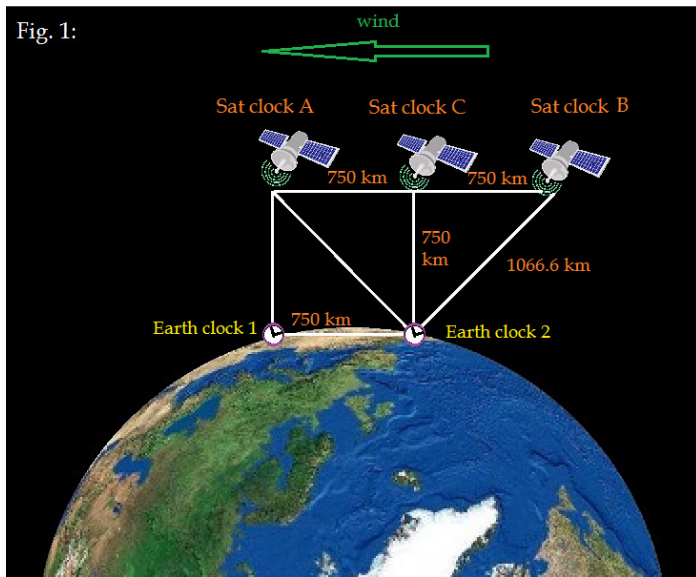 Fig. 1:
wind
Sat clock A
Sat clock C
Sat clock B
750 km
750 km
750
km
1066.6 km
Earth clock 1
750 km
Earth clock 2